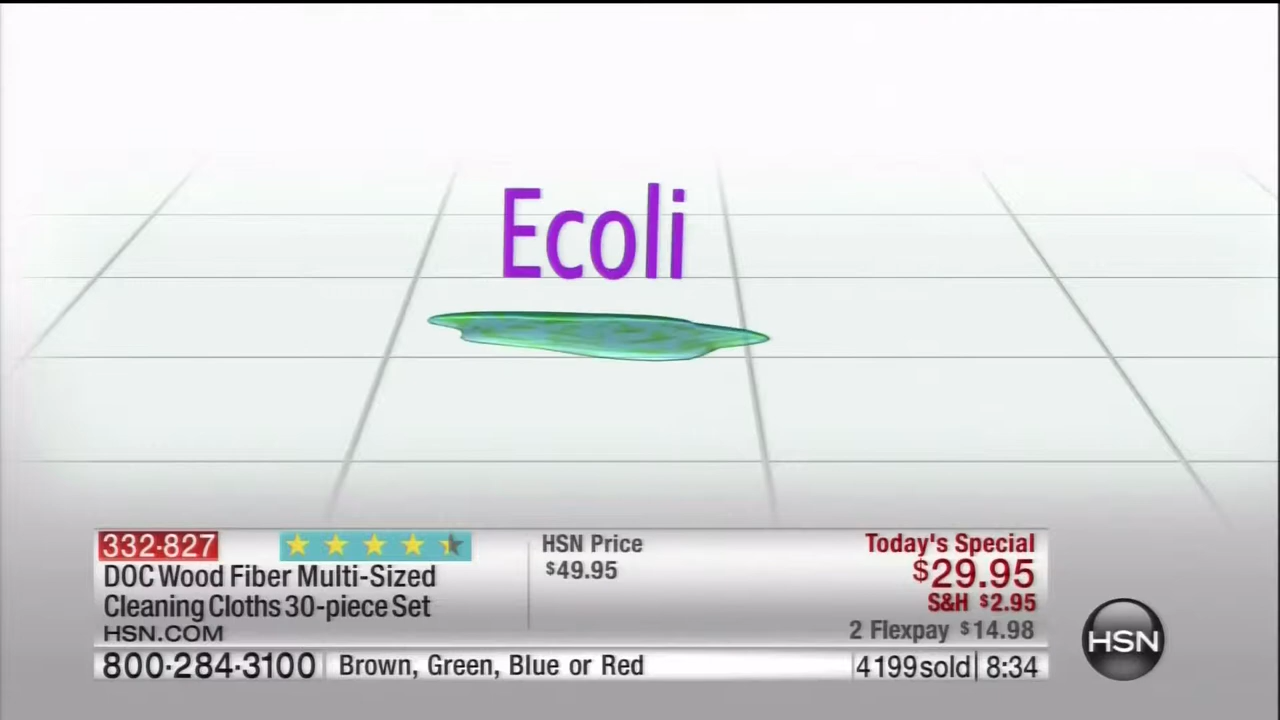 Ecoli
332-827
DOC Wood Fiber Multi-Sized
Cleaning Cloths 30-piece Set
HSN.COM
HSN Price
$49.95
Today's Special
$29.95
S&H $2.95
2 Flexpay $14.98
800-284-3100
Brown, Green, Blue or Red
4199 sold
8:34
HSN